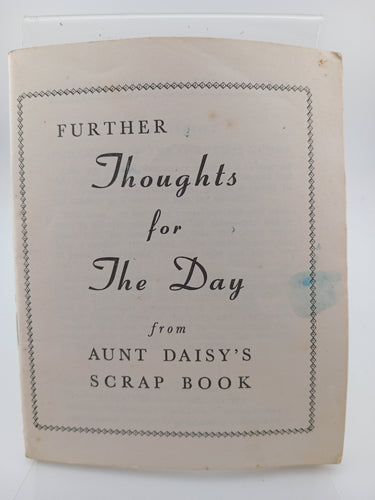 FURTHER
Thoughts
for
The Day
from
AUNT DAISY'S
SCRAP BOOK